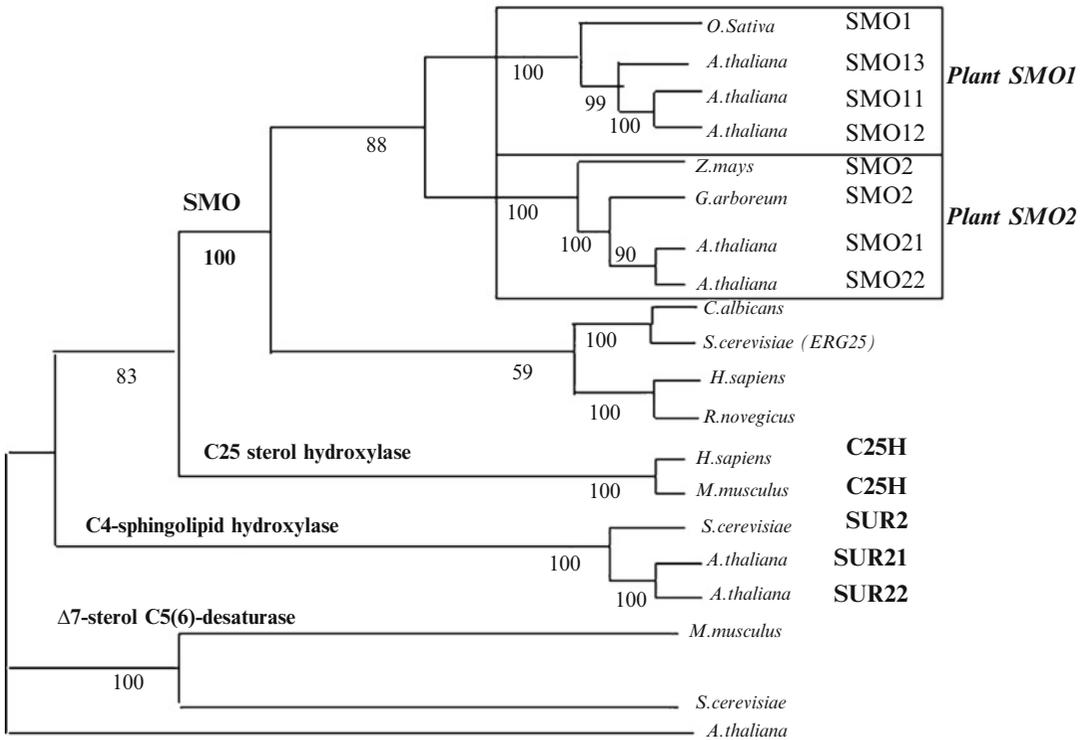 O.Sativa SMO1
A.thaliana SMO13
Plant SMO1
100
99
A.thaliana SMO11
100
A.thaliana SMO12
88
Z.mays SMO2
SMO
G.arboreum SMO2
100
Plant SMO2
100
A.thaliana SMO21
90
100
A.thaliana SMO22
C.albicans
100
S.cerevisiae (ERG25)
83
59
H.sapiens
100
R.novegicus
C25 sterol hydroxylase
H.sapiens C25H
100
M.musculus C25H
C4-sphingolipid hydroxylase
S.cerevisiae SUR2
100
A.thaliana SUR21
100
A.thaliana SUR22
Δ7-sterol C5(6)-desaturase
M.musculus
100
S.cerevisiae
A.thaliana